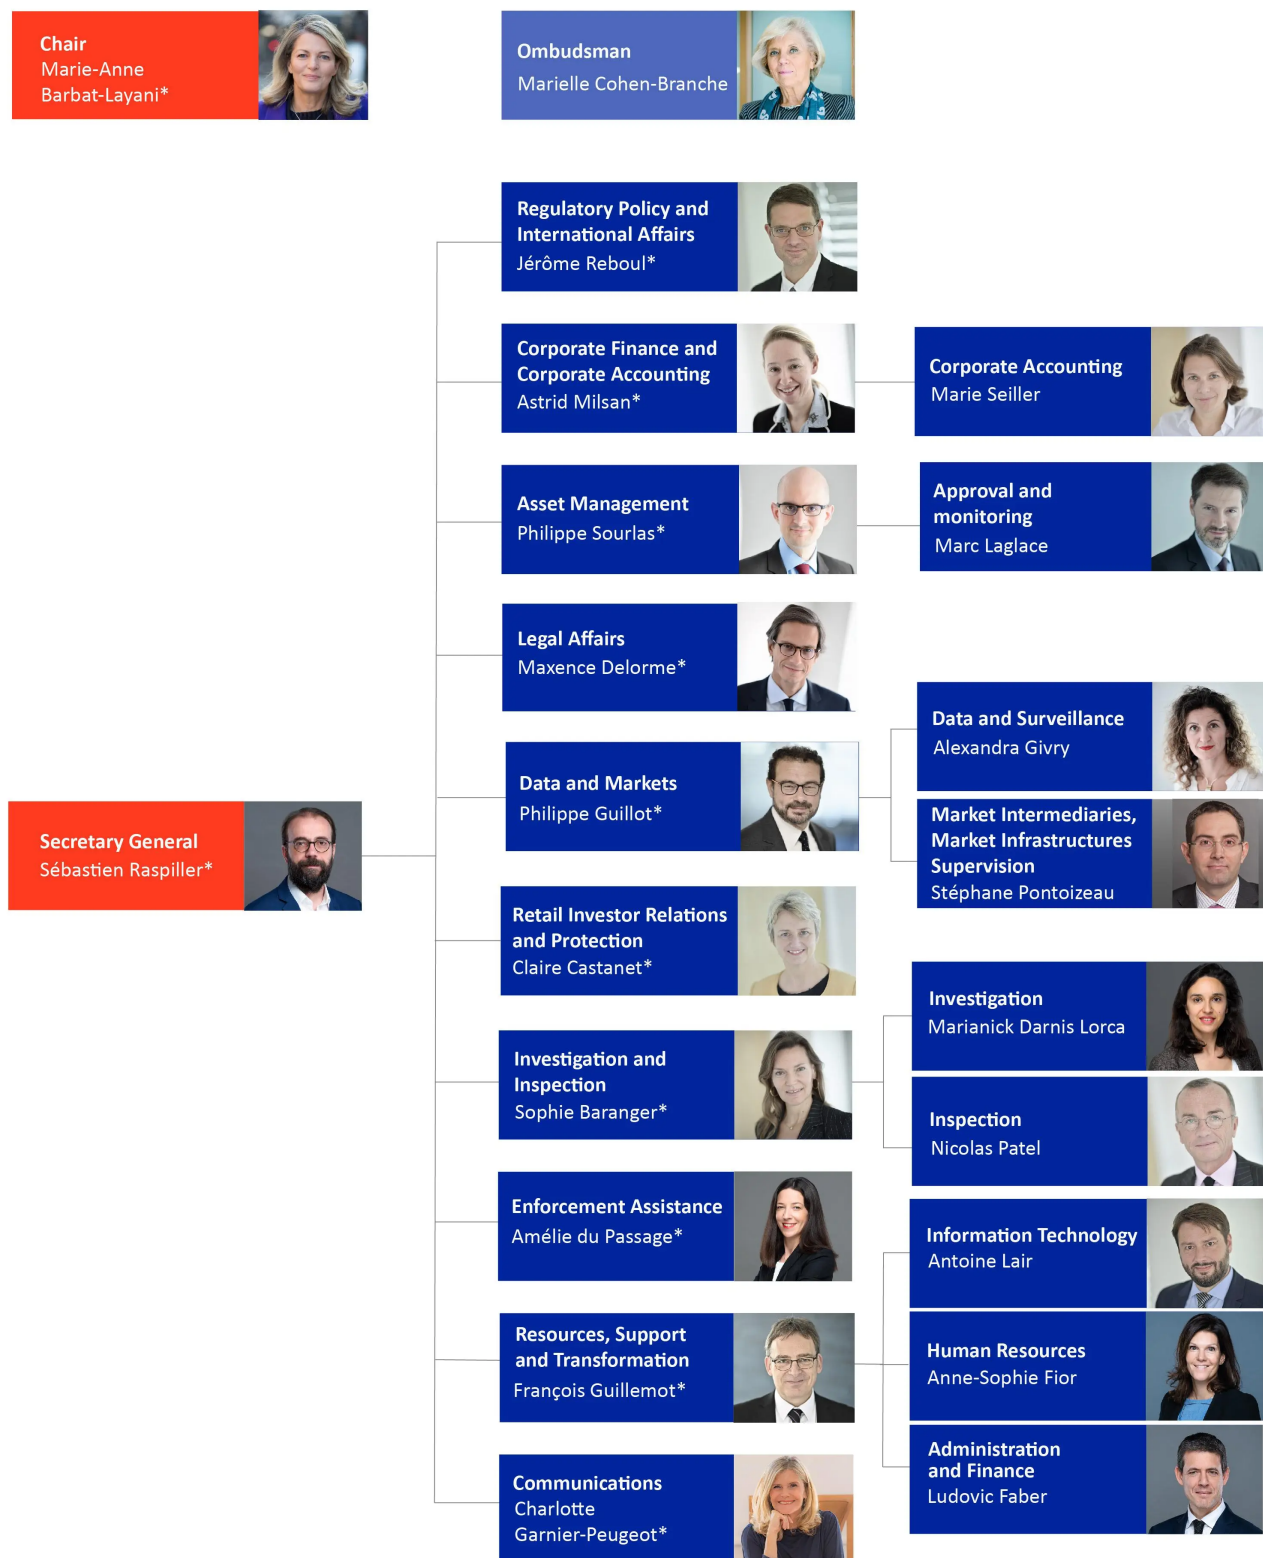 Chair
Marie-Anne
Barbat-Layani*
Ombudsman
Marielle Cohen-Branche
Regulatory Policy and
International Affairs
Jérôme Reboul*
Corporate Finance and
Corporate Accounting
Astrid Milsan*
Corporate Accounting
Marie Seiller
Asset Management
Philippe Sourlas*
Approval and
monitoring
Marc Laglace
Legal Affairs
Maxence Delorme*
Data and Markets
Philippe Guillot*
Data and Surveillance
Alexandra Givry
Market Intermediaries,
Market Infrastructures
Supervision
Stéphane Pontoizeau
Secretary General
Sébastien Raspiller*
Retail Investor Relations
and Protection
Claire Castanet*
Investigation and
Inspection
Sophie Baranger*
Investigation
Marianick Darnis Lorca
Inspection
Nicolas Patel
Enforcement Assistance
Amélie du Passage*
Resources, Support
and Transformation
François Guillemot*
Information Technology
Antoine Lair
Human Resources
Anne-Sophie Fior
Administration
and Finance
Ludovic Faber
Communications
Charlotte
Garnier-Peugeot*